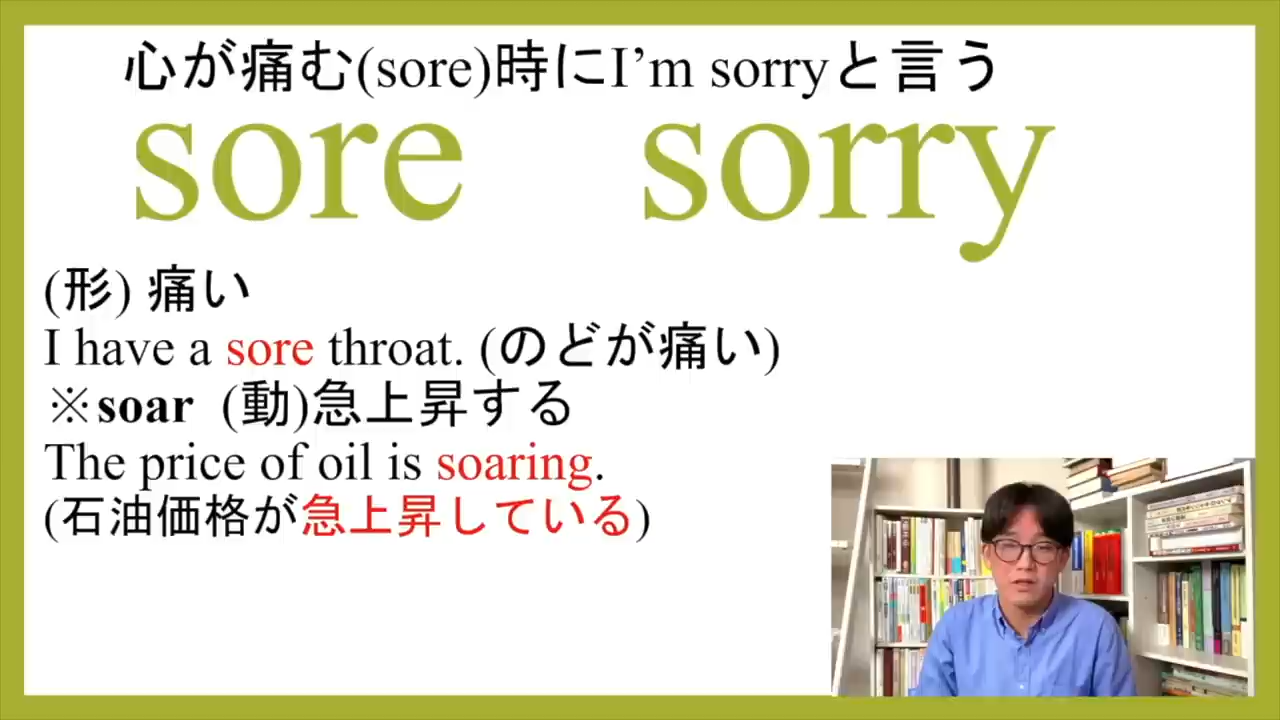 心が痛む(sore)時にI’m sorryと言う
sore sorry
(形) 痛い
I have a sore throat. (のどが痛い)
※soar (動)急上昇する
The price of oil is soaring.
(石油価格が急上昇している)